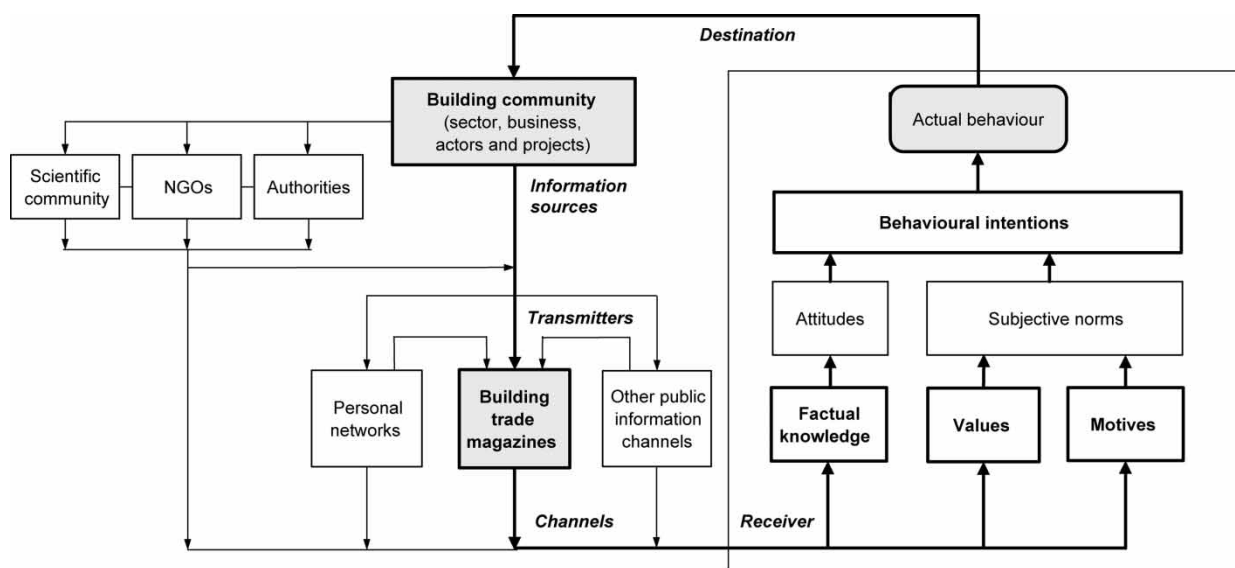 Destination
Building community
(sector, business,
actors and projects)
Actual behaviour
Scientific
community
NGOs
Authorities
Information
sources
Behavioural intentions
Transmitters
Attitudes
Subjective norms
Personal
networks
Building
trade
magazines
Other public
information
channels
Factual
knowledge
Values
Motives
Channels
Receiver